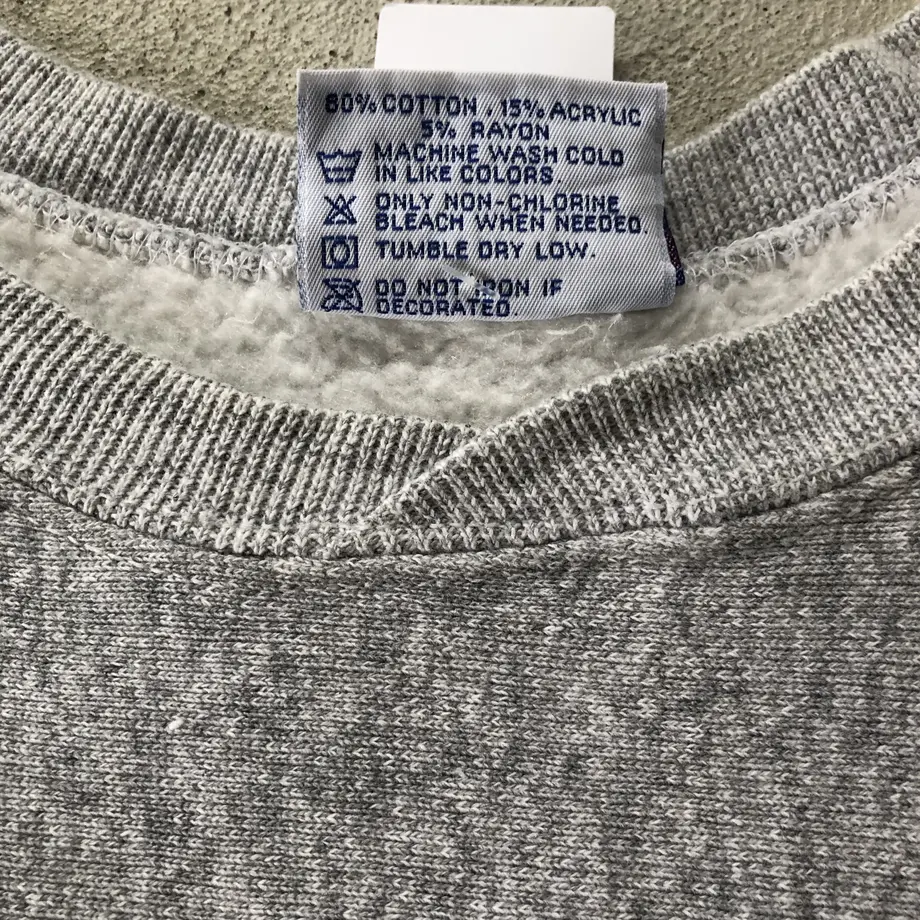 80% COTTON, 15% ACRYLIC
5% RAYON
MACHINE WASH COLD
IN LIKE COLORS.
ONLY NON-CHLORINE
BLEACH WHEN NEEDED.
TUMBLE DRY LOW.
DO NOT IRON IF
DECORATED